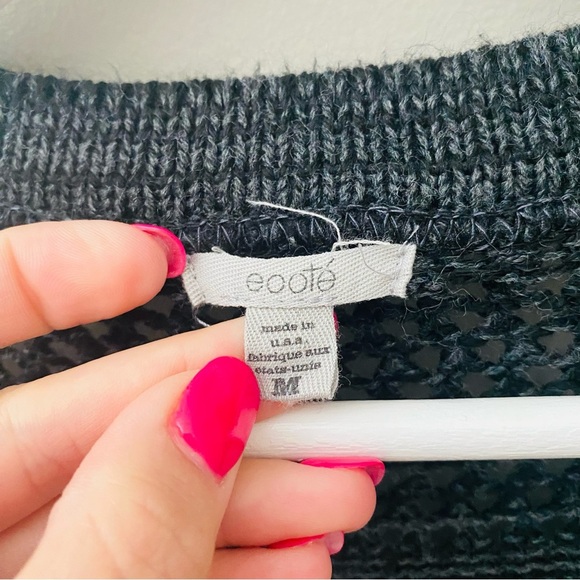 ecoté
made in
u.s.a
fabrique aux
états-unis
M